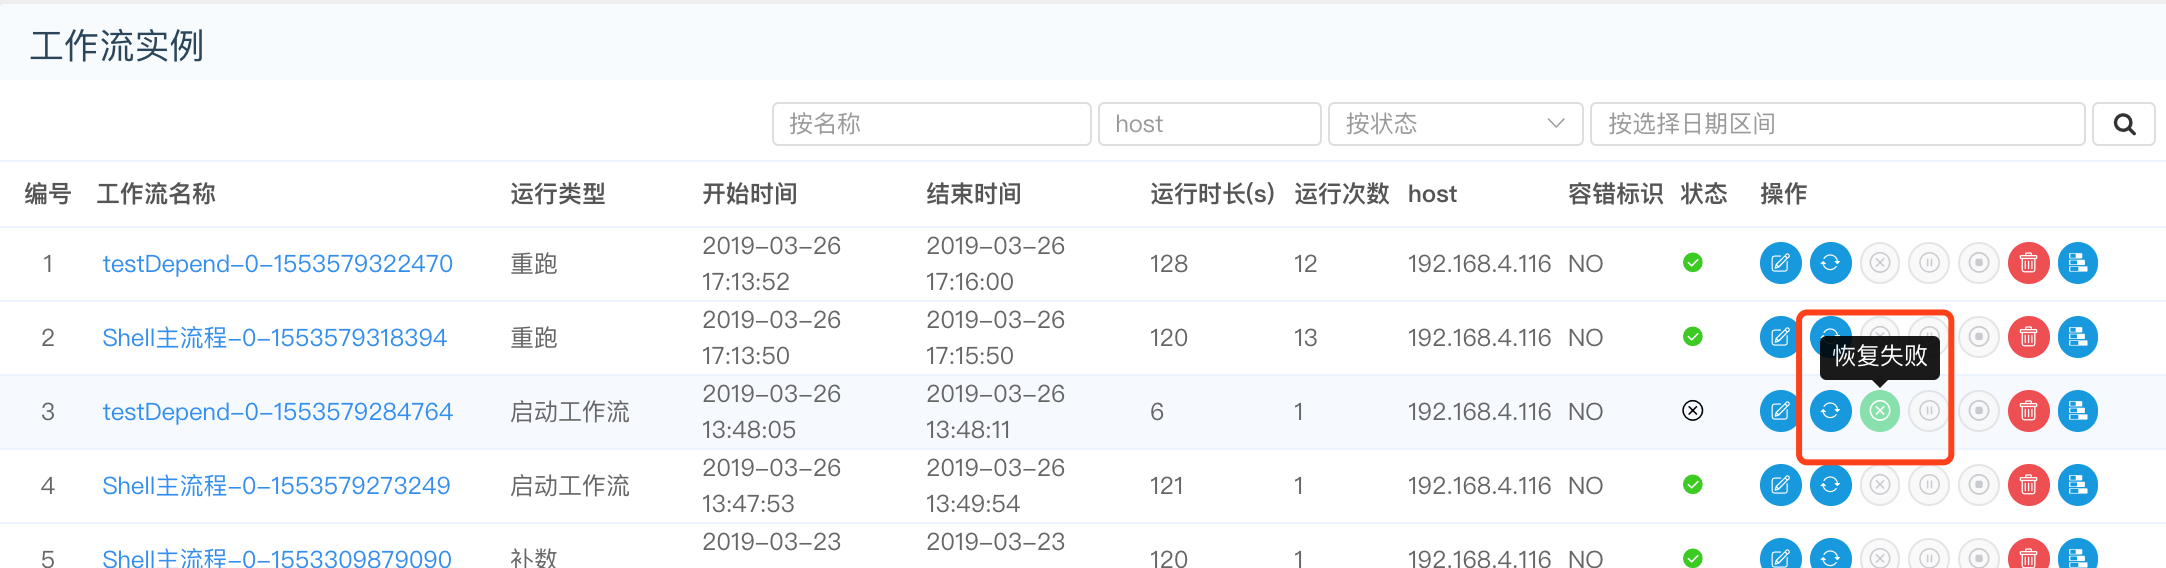 工作流实例
按名称 host 按状态 按选择日期区间
编号 工作流名称 运行类型 开始时间 结束时间 运行时长(s) 运行次数 host 容错标识 状态 操作
1 testDepend-0-1553579322470 重跑 2019-03-26 17:13:52 2019-03-26 17:16:00 128 12 192.168.4.116 NO
2 Shell主流程-0-1553579318394 重跑 2019-03-26 17:13:50 2019-03-26 17:15:50 120 13 192.168.4.116 NO
恢复失败
3 testDepend-0-1553579284764 启动工作流 2019-03-26 13:48:05 2019-03-26 13:48:11 6 1 192.168.4.116 NO
4 Shell主流程-0-1553579273249 启动工作流 2019-03-26 13:47:53 2019-03-26 13:49:54 121 1 192.168.4.116 NO
5 Shell主流程-0-1553309879090 补数 2019-03-23 2019-03-23 120 1 192.168.4.116 NO